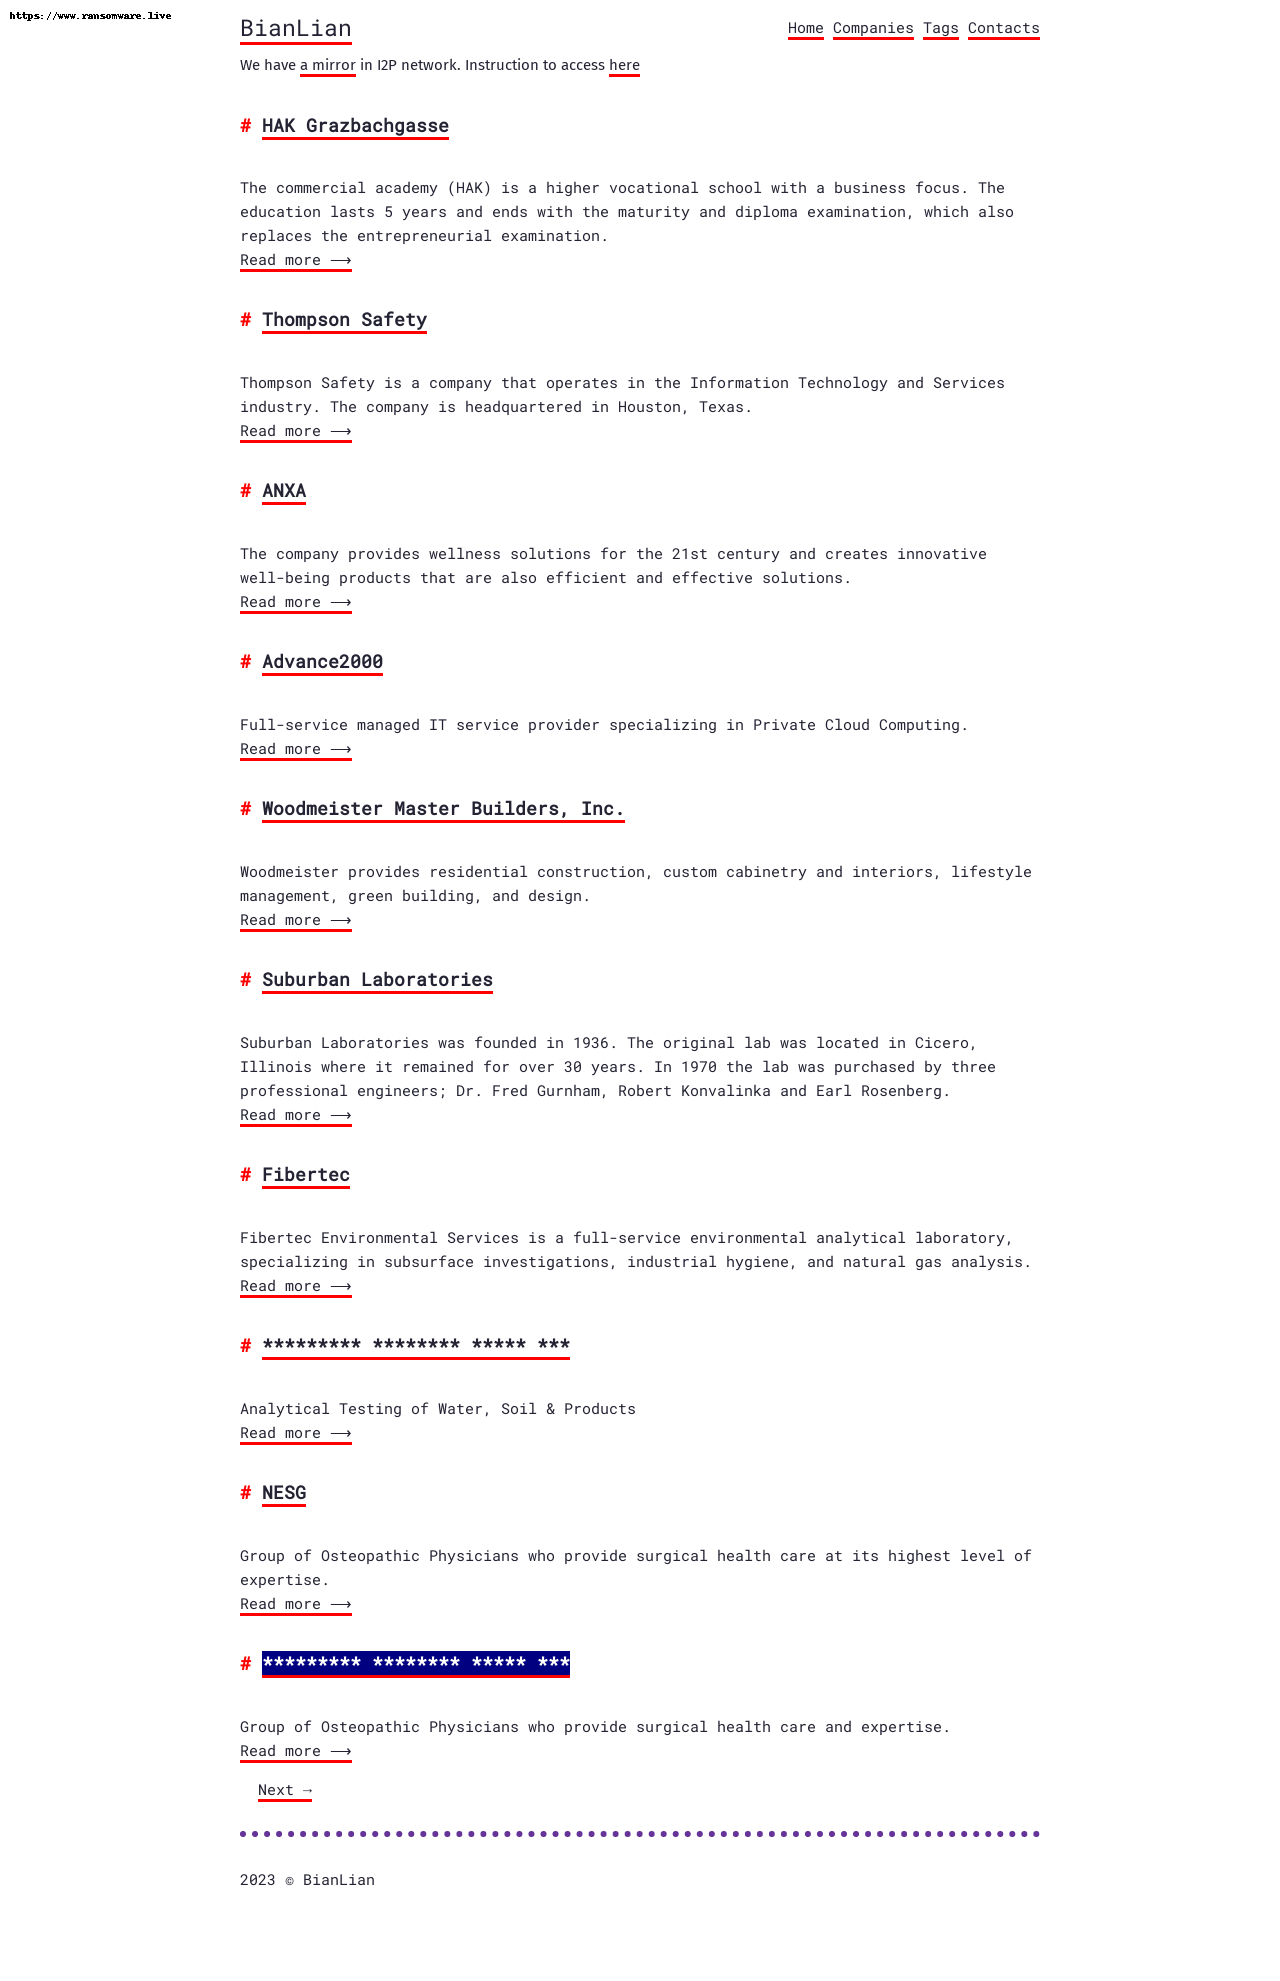 https://www.ransomware.live
BianLian
Home Companies Tags Contacts
We have a mirror in I2P network. Instruction to access here
# HAK Grazbachgasse
The commercial academy (HAK) is a higher vocational school with a business focus. The
education lasts 5 years and ends with the maturity and diploma examination, which also
replaces the entrepreneurial examination.
Read more ⟶
# Thompson Safety
Thompson Safety is a company that operates in the Information Technology and Services
industry. The company is headquartered in Houston, Texas.
Read more ⟶
# ANXA
The company provides wellness solutions for the 21st century and creates innovative
well-being products that are also efficient and effective solutions.
Read more ⟶
# Advance2000
Full-service managed IT service provider specializing in Private Cloud Computing.
Read more ⟶
# Woodmeister Master Builders, Inc.
Woodmeister provides residential construction, custom cabinetry and interiors, lifestyle
management, green building, and design.
Read more ⟶
# Suburban Laboratories
Suburban Laboratories was founded in 1936. The original lab was located in Cicero,
Illinois where it remained for over 30 years. In 1970 the lab was purchased by three
professional engineers; Dr. Fred Gurnham, Robert Konvalinka and Earl Rosenberg.
Read more ⟶
# Fibertec
Fibertec Environmental Services is a full-service environmental analytical laboratory,
specializing in subsurface investigations, industrial hygiene, and natural gas analysis.
Read more ⟶
# ********* ******** ***** ***
Analytical Testing of Water, Soil & Products
Read more ⟶
# NESG
Group of Osteopathic Physicians who provide surgical health care at its highest level of
expertise.
Read more ⟶
# ********* ******** ***** ***
Group of Osteopathic Physicians who provide surgical health care and expertise.
Read more ⟶
Next →
2023 © BianLian